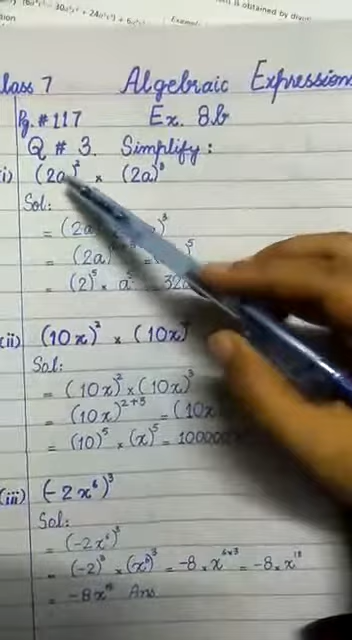 Class 7 Algebraic Expressions
Pg. # 117 Ex. 8.b
Q # 3. Simplify:
i) (2a)² × (2a)³
Sol:
= (2a
= (2a)
= (2)⁵ × a⁵ = 32a
(ii) (10x)² × (10x)
Sol:
= (10x)² × (10x)³
= (10x)²⁺³ = (10x
= (10)⁵ × (x)⁵ = 100000
(iii) (-2x⁶)³
Sol:
= (-2x⁶)³
= (-2)³ × (x⁶)³ = -8 × x⁶ˣ³ = -8 × x¹⁸
= -8x¹⁸ Ans